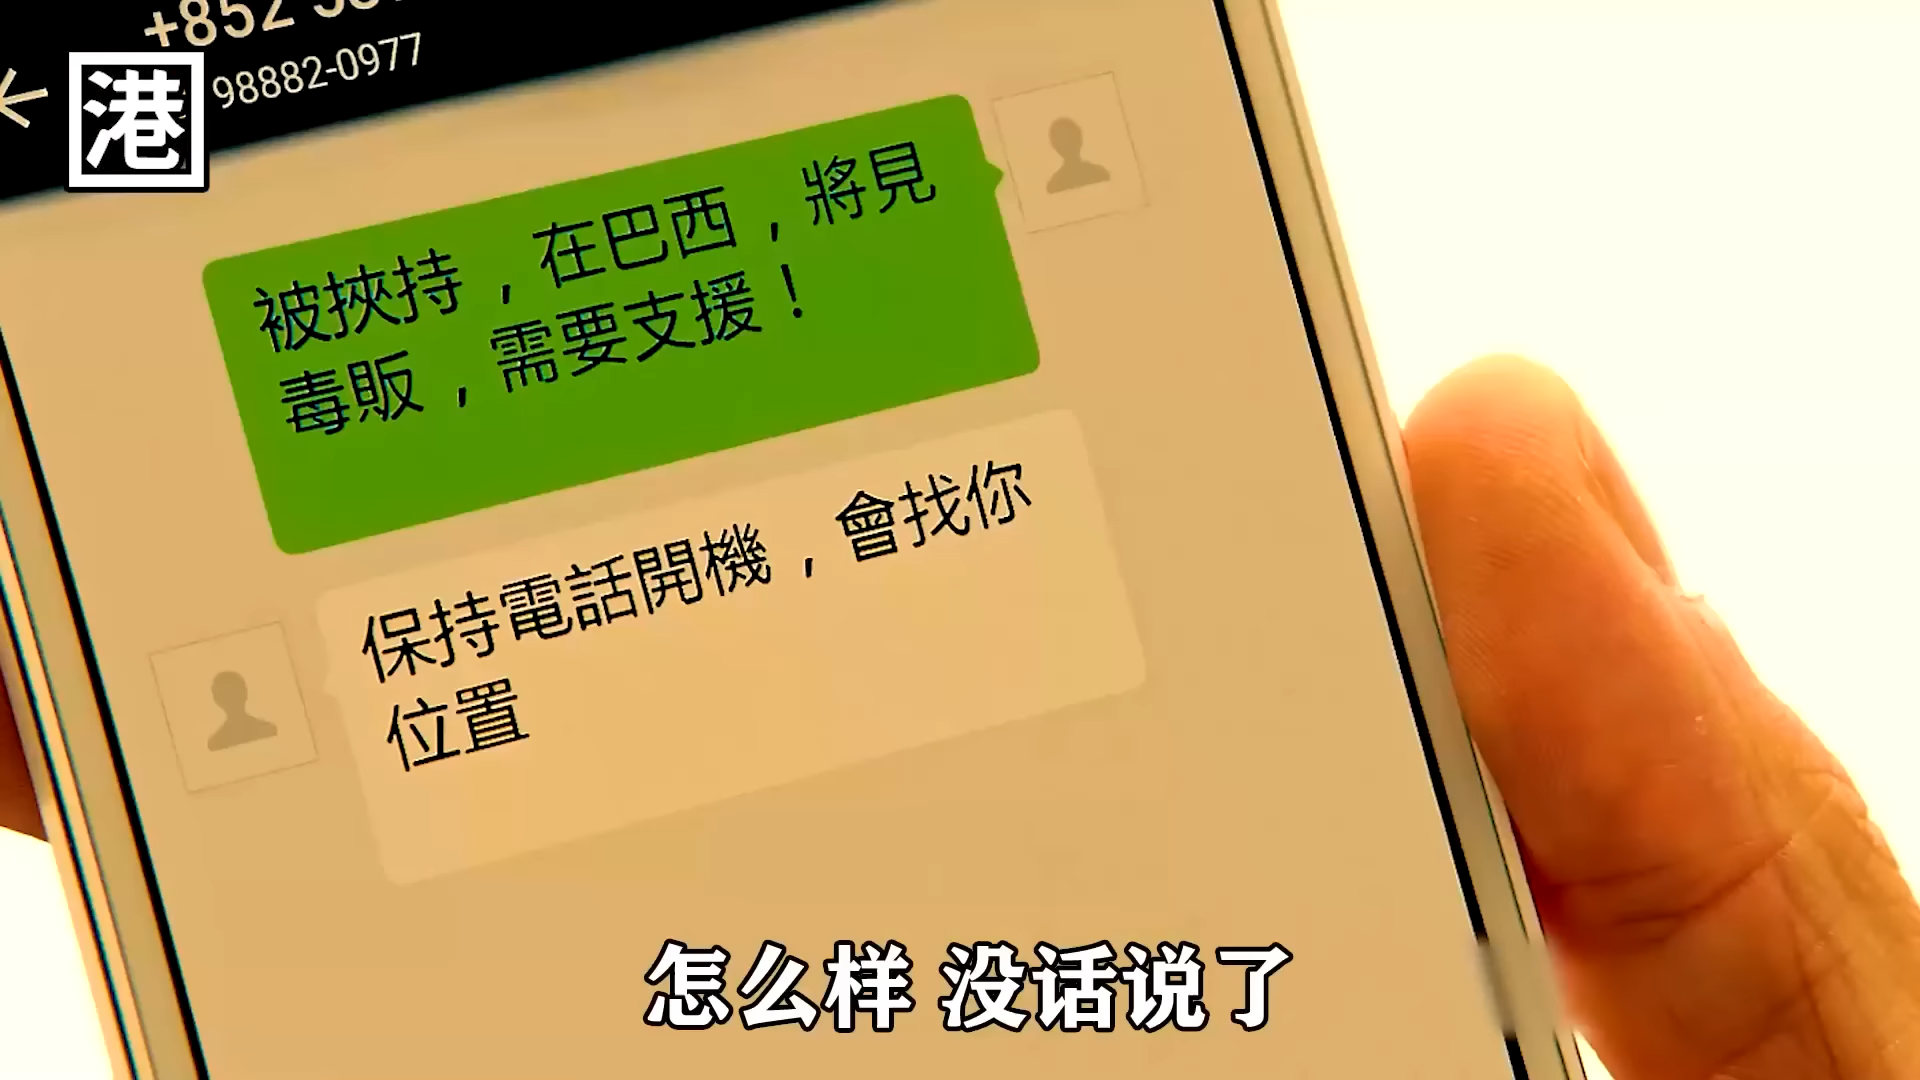 +852
98882-0977
港
被挾持，在巴西，將見
毒販，需要支援！
保持電話開機，會找你
位置
怎么样 没话说了